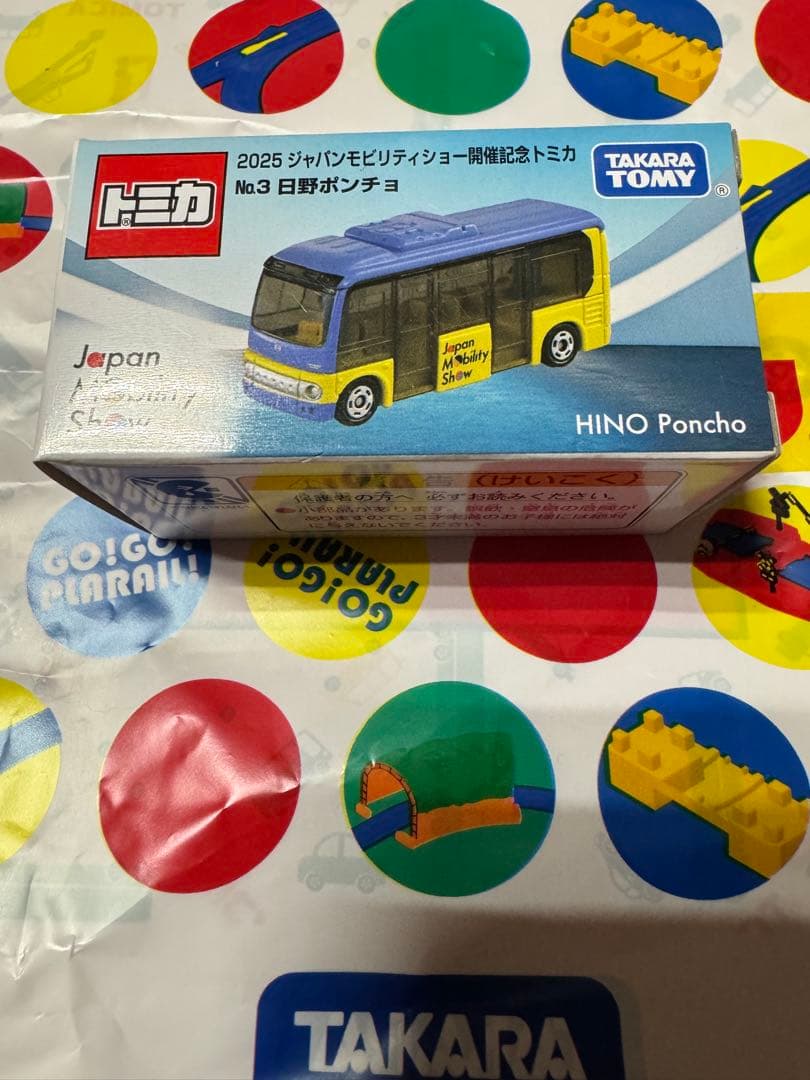 TOMICA
2025 ジャパンモビリティショー開催記念トミカ
No.3 日野ポンチョ
トミカ
®
TAKARA
TOMY
®
Japan
Mobility
Show
Japan
Mobility
Show
HINO Poncho
(けいこく)
保護者の方へ 必ずお読みください。
GO!GO!
PLARAIL!
GO!GO!
PLARAIL!
TAKARA